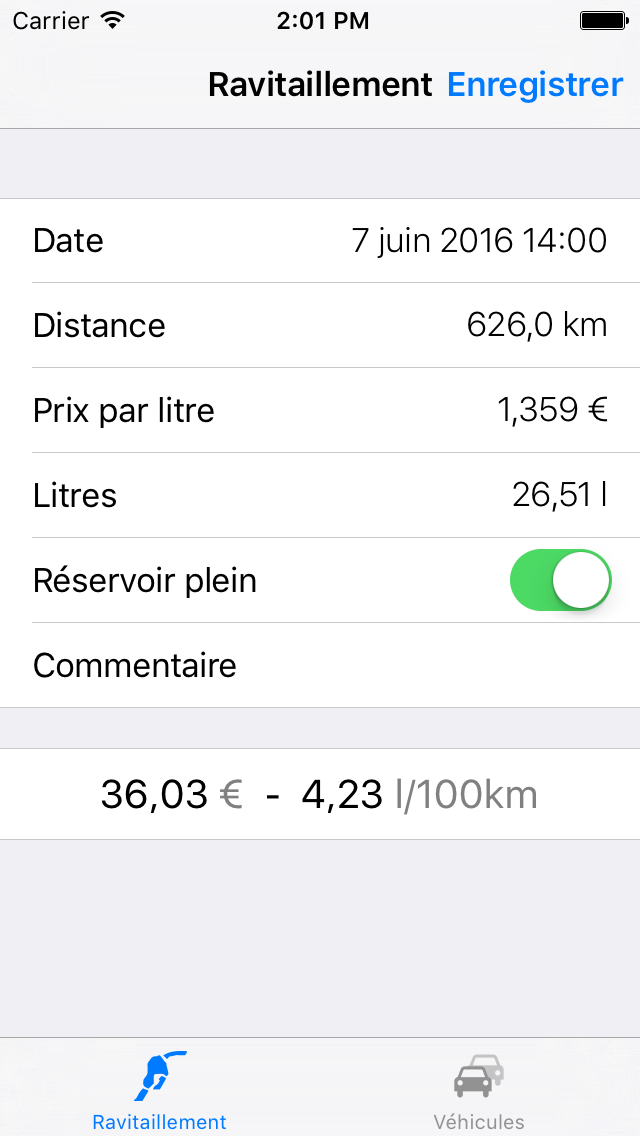 Carrier 2:01 PM
Ravitaillement Enregistrer
Date 7 juin 2016 14:00
Distance 626,0 km
Prix par litre 1,359 €
Litres 26,51 l
Réservoir plein
Commentaire
36,03 € - 4,23 l/100km
Ravitaillement Véhicules